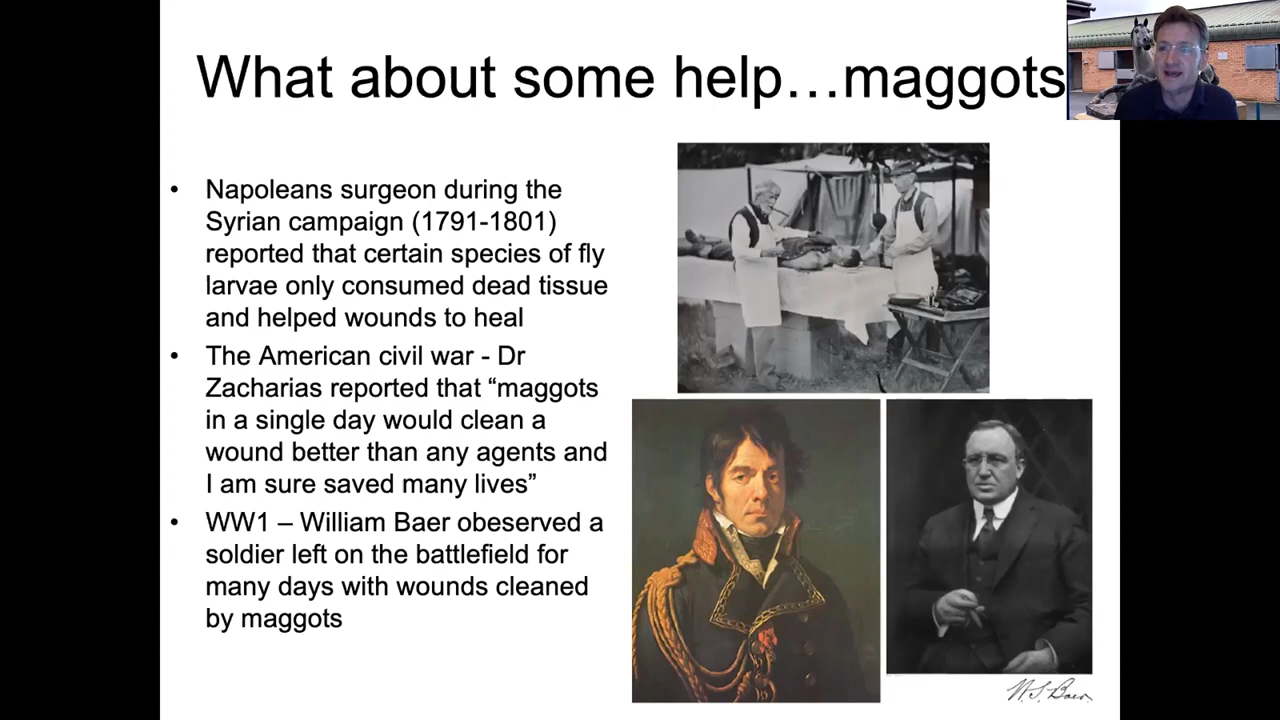 What about some help…maggots
• Napoleans surgeon during the
Syrian campaign (1791-1801)
reported that certain species of fly
larvae only consumed dead tissue
and helped wounds to heal
• The American civil war - Dr
Zacharias reported that “maggots
in a single day would clean a
wound better than any agents and
I am sure saved many lives”
• WW1 – William Baer obeserved a
soldier left on the battlefield for
many days with wounds cleaned
by maggots
W.S. Baer